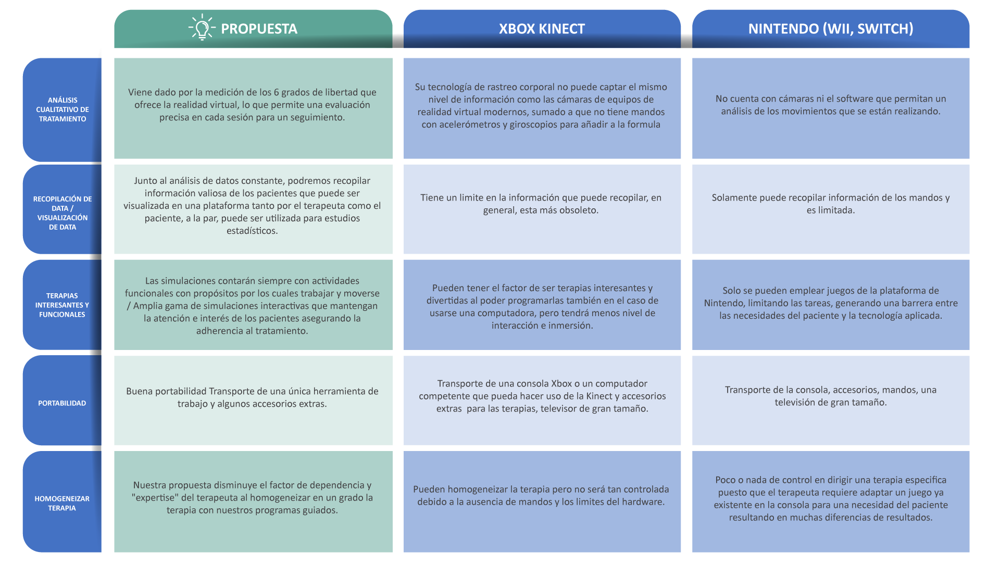 PROPUESTA
XBOX KINECT
NINTENDO (WII, SWITCH)
ANÁLISIS
CUALITATIVO DE
TRATAMIENTO
Viene dado por la medición de los 6 grados de libertad que
ofrece la realidad virtual, lo que permite una evaluación
precisa en cada sesión para un seguimiento.
Su tecnología de rastreo corporal no puede captar el mismo
nivel de información como las cámaras de equipos de
realidad virtual modernos, sumado a que no tiene mandos
con acelerómetros y giroscopios para añadir a la formula
No cuenta con cámaras ni el software que permitan un
análisis de los movimientos que se están realizando.
RECOPILACIÓN DE
DATA /
VISUALIZACIÓN
DE DATA
Junto al análisis de datos constante, podremos recopilar
información valiosa de los pacientes que puede ser
visualizada en una plataforma tanto por el terapeuta como el
paciente, a la par, puede ser utilizada para estudios
estadísticos.
Tiene un limite en la información que puede recopilar, en
general, esta más obsoleto.
Solamente puede recopilar información de los mandos y
es limitada.
TERAPIAS
INTERESANTES Y
FUNCIONALES
Las simulaciones contarán siempre con actividades
funcionales con propósitos por los cuales trabajar y moverse
/ Amplia gama de simulaciones interactivas que mantengan
la atención e interés de los pacientes asegurando la
adherencia al tratamiento.
Pueden tener el factor de ser terapias interesantes y
divertidas al poder programarlas también en el caso de
usarse una computadora, pero tendrá menos nivel de
interacción e inmersión.
Solo se pueden emplear juegos de la plataforma de
Nintendo, limitando las tareas, generando una barrera entre
las necesidades del paciente y la tecnología aplicada.
PORTABILIDAD
Buena portabilidad Transporte de una única herramienta de
trabajo y algunos accesorios extras.
Transporte de una consola Xbox o un computador
competente que pueda hacer uso de la Kinect y accesorios
extras  para las terapias, televisor de gran tamaño.
Transporte de la consola, accesorios, mandos, una
televisión de gran tamaño.
HOMOGENEIZAR
TERAPIA
Nuestra propuesta disminuye el factor de dependencia y
"expertise" del terapeuta al homogeneizar en un grado la
terapia con nuestros programas guiados.
Pueden homogeneizar la terapia pero no será tan controlada
debido a la ausencia de mandos y los limites del hardware.
Poco o nada de control en dirigir una terapia especifica
puesto que el terapeuta requiere adaptar un juego ya
existente en la consola para una necesidad del paciente
resultando en muchas diferencias de resultados.